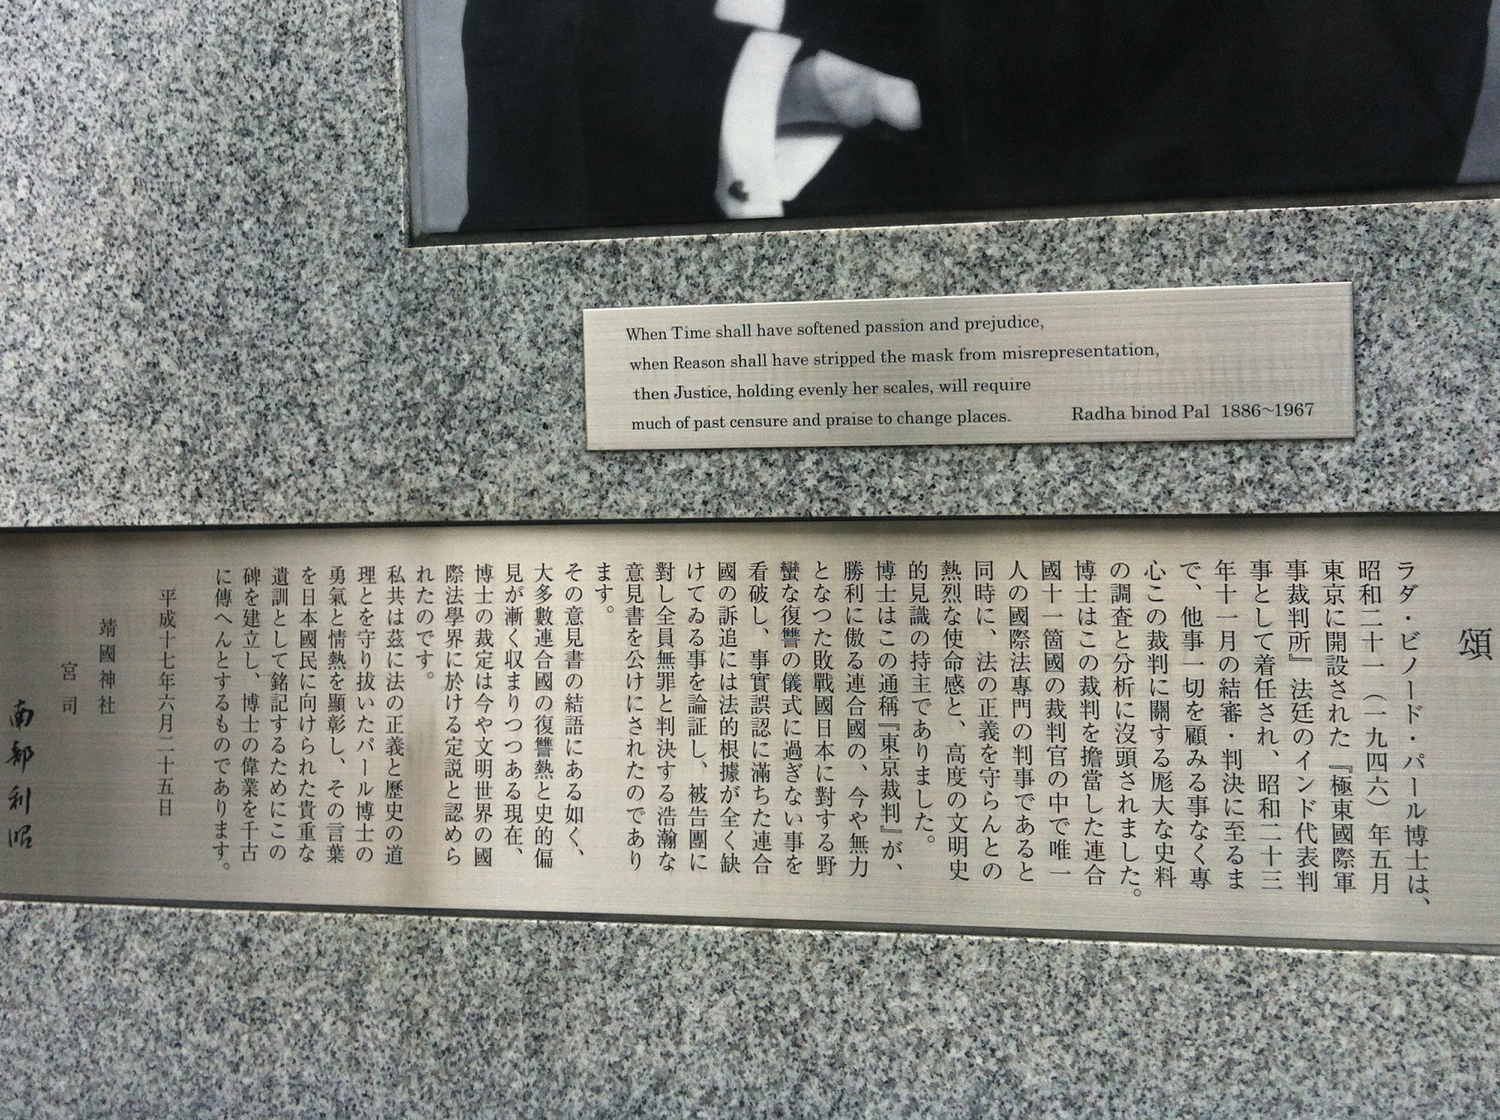 When Time shall have softened passion and prejudice,
when Reason shall have stripped the mask from misrepresentation,
then Justice, holding evenly her scales, will require
much of past censure and praise to change places.
Radha binod Pal 1886~1967
頌
ラダ・ビノード・パール博士は、
昭和二十一（一九四六）年五月
東京に開設された『極東國際軍
事裁判所』法廷のインド代表判
事として着任され、昭和二十三
年十一月の結審・判決に至るま
で、他事一切を顧みる事なく專
心この裁判に關する厖大な史料
の調査と分析に沒頭されました。
博士はこの裁判を擔當した連合
國十一箇國の裁判官の中で唯一
人の國際法專門の判事であると
同時に、法の正義を守らんとの
熱烈な使命感と、高度の文明史
的見識の持主でありました。
博士はこの通稱『東京裁判』が、
勝利に傲る連合國の、今や無力
となつた敗戰國日本に對する野
蠻な復讐の儀式に過ぎない事を
看破し、事實誤認に滿ちた連合
國の訴追には法的根據が全く缺
けてゐる事を論証し、被告團に
對し全員無罪と判決する浩瀚な
意見書を公けにされたのであり
ます。
その意見書の結語にある如く、
大多數連合國の復讐熱と史的偏
見が漸く収まりつつある現在、
博士の裁定は今や文明世界の國
際法學界に於ける定説と認めら
れたのです。
私共は茲に法の正義と歴史の道
理とを守り拔いたパール博士の
勇氣と情熱を顯彰し、その言葉
を日本國民に向けられた貴重な
遺訓として銘記するためにこの
碑を建立し、博士の偉業を千古
に傳へんとするものであります。
平成十七年六月二十五日
靖國神社
宮司
南部利昭